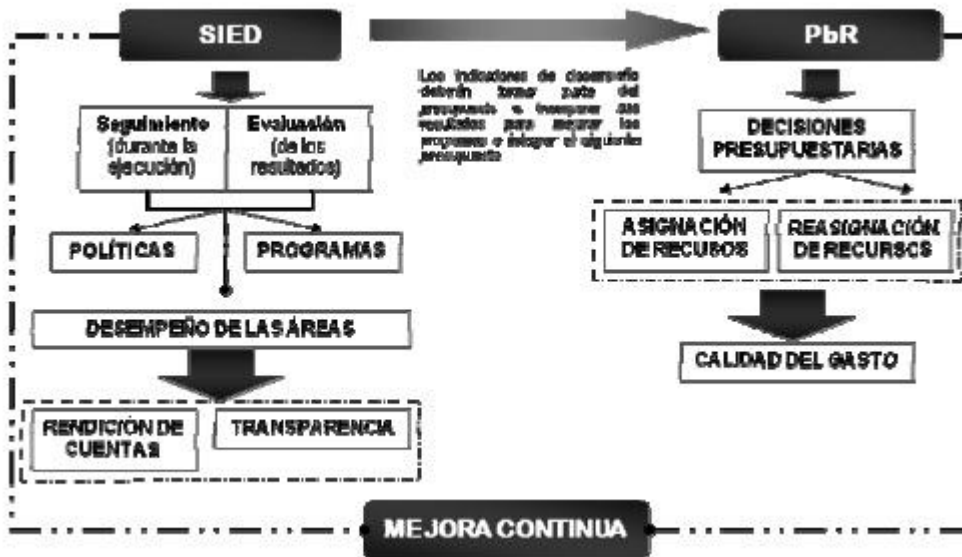 SIED
PbR
Los indicadores de desempeño
deberán formar parte del
presupuesto e incorporar sus
resultados para mejorar los
programas e integrar el siguiente
presupuesto
Seguimiento
(durante la
ejecución)
Evaluación
(de los
resultados)
DECISIONES
PRESUPUESTARIAS
POLÍTICAS
PROGRAMAS
ASIGNACIÓN
DE RECUSOS
REASIGNACIÓN
DE RECURSOS
DESEMPEÑO DE LAS ÁREAS
CALIDAD DEL GASTO
RENDICIÓN DE
CUENTAS
TRANSPARENCIA
MEJORA CONTINUA